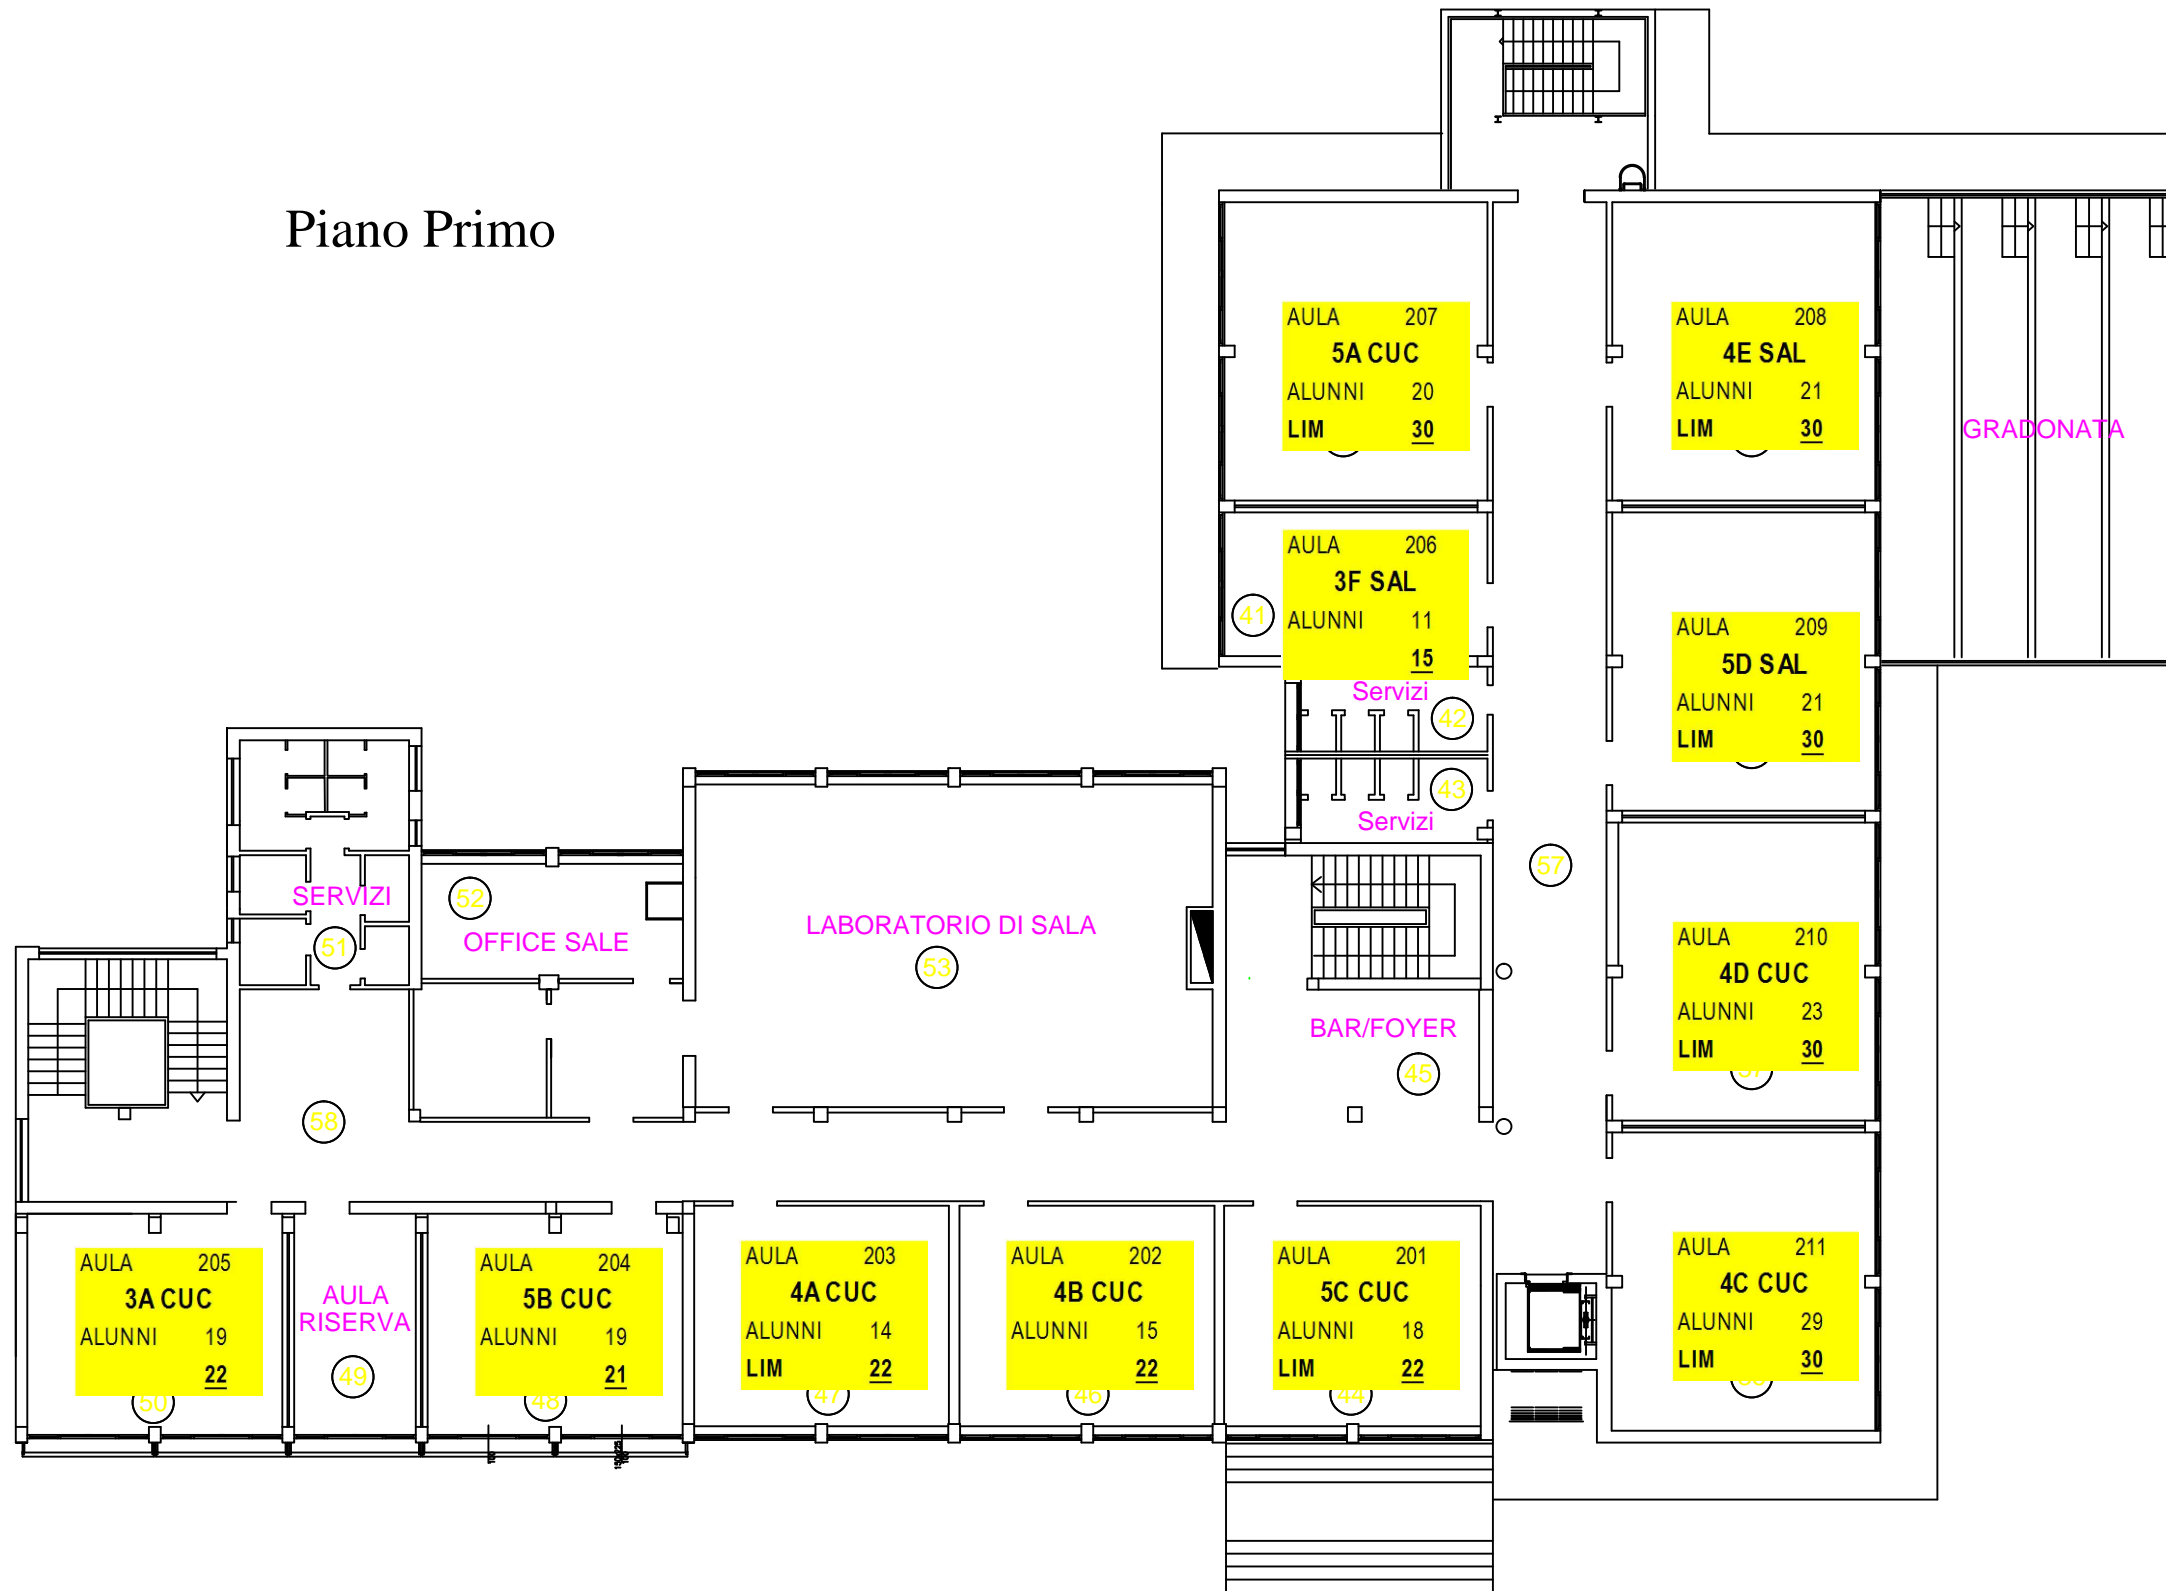 Piano Primo
AULA 207
5A CUC
ALUNNI 20
LIM 30
AULA 208
4E SAL
ALUNNI 21
LIM 30
GRADONATA
AULA 206
3F SAL
ALUNNI 11
15
41
AULA 209
5D SAL
ALUNNI 21
LIM 30
Servizi
42
43
Servizi
57
SERVIZI
51
52
OFFICE SALE
LABORATORIO DI SALA
53
BAR/FOYER
45
AULA 210
4D CUC
ALUNNI 23
LIM 30
58
AULA 205
3A CUC
ALUNNI 19
22
50
AULA
RISERVA
49
AULA 204
5B CUC
ALUNNI 19
21
48
AULA 203
4A CUC
ALUNNI 14
LIM 22
47
AULA 202
4B CUC
ALUNNI 15
22
46
AULA 201
5C CUC
ALUNNI 18
LIM 22
44
AULA 211
4C CUC
ALUNNI 29
LIM 30